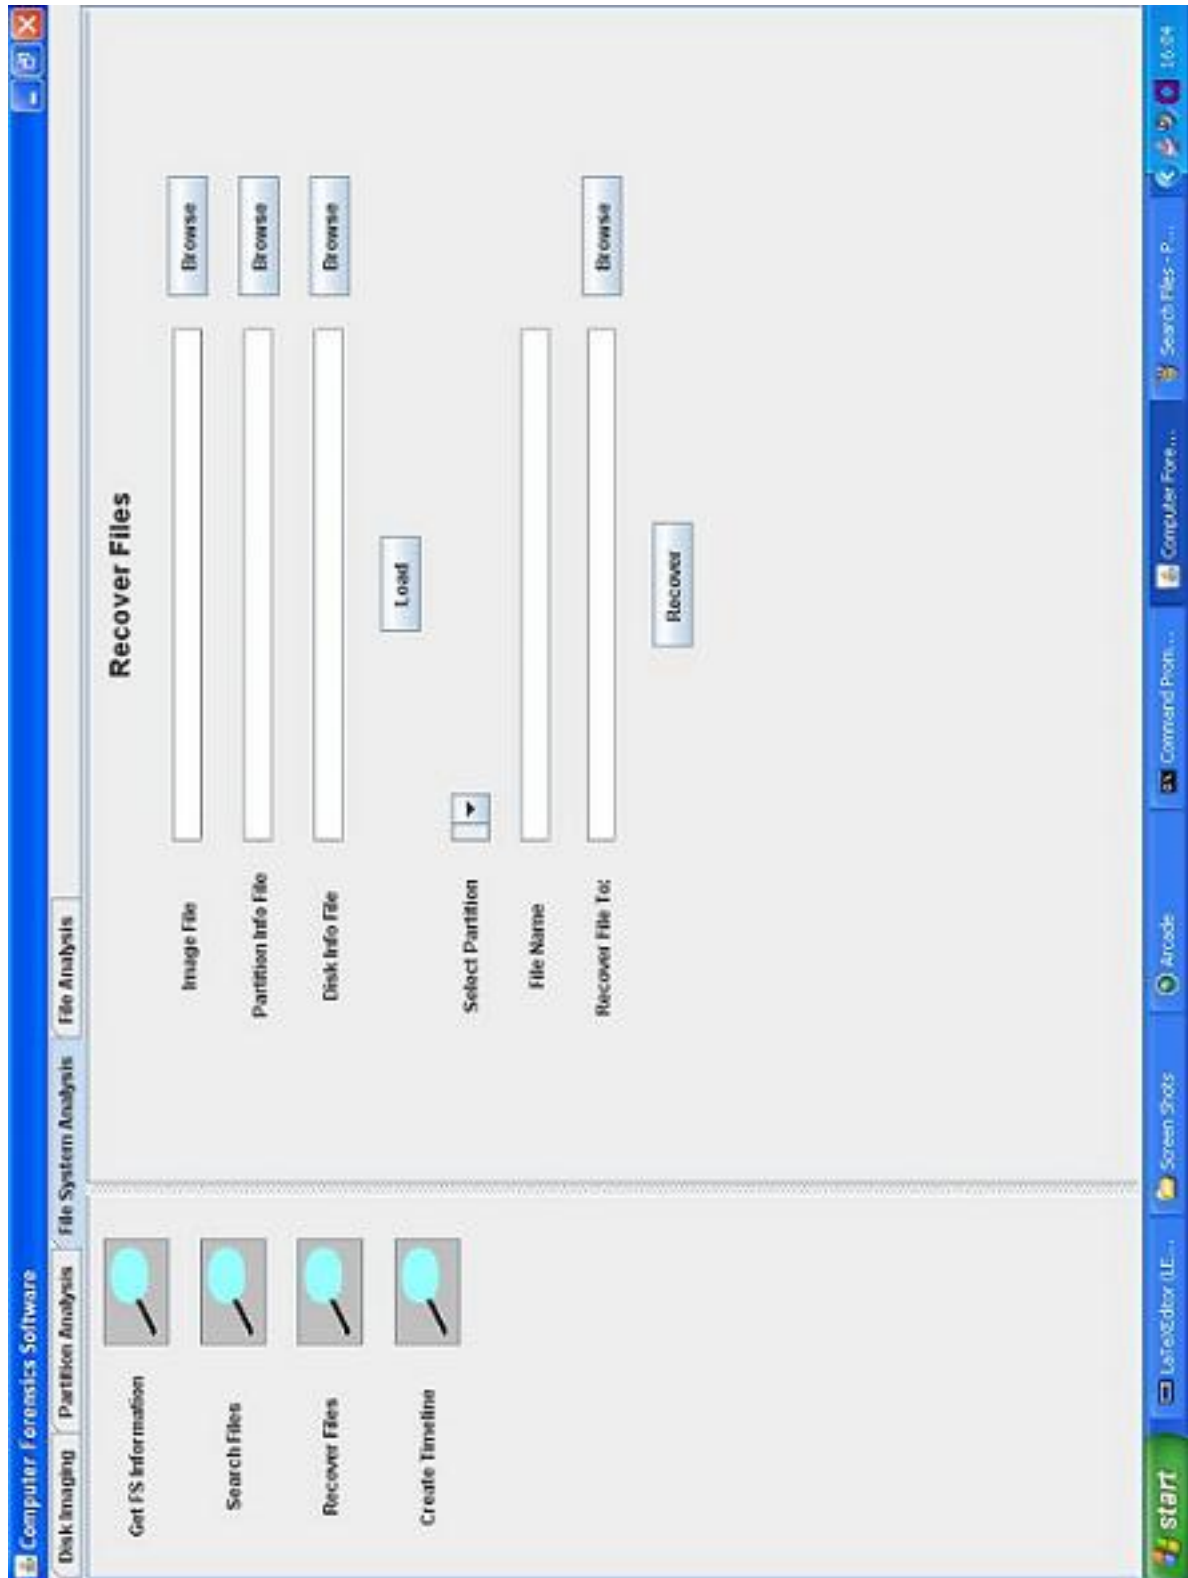 Computer Forensics Software
Disk Imaging Partition Analysis File System Analysis File Analysis
Get FS Information
Search Files
Recover Files
Create Timeline
Recover Files
Image File Browse
Partition Info File Browse
Disk Info File Browse
Load
Select Partition
File Name
Recover File To: Browse
Recover
start LaTeXEditor (LE... Screen Shots Arcade Command Prom... Computer Fore... Search Files - P... 16:04